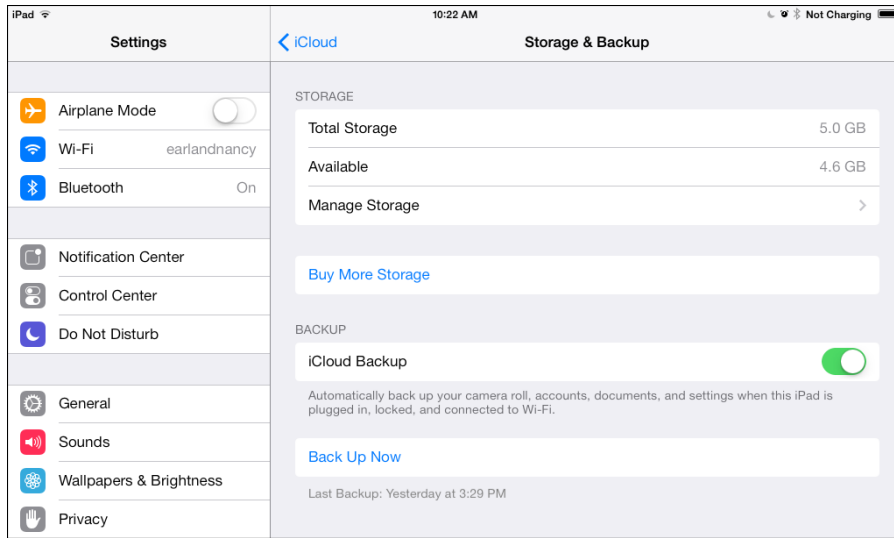 iPad 10:22 AM Not Charging
Settings
Airplane Mode
Wi-Fi earlandnancy
Bluetooth On
Notification Center
Control Center
Do Not Disturb
General
Sounds
Wallpapers & Brightness
Privacy
iCloud Storage & Backup
STORAGE
Total Storage 5.0 GB
Available 4.6 GB
Manage Storage
Buy More Storage
BACKUP
iCloud Backup
Automatically back up your camera roll, accounts, documents, and settings when this iPad is
plugged in, locked, and connected to Wi-Fi.
Back Up Now
Last Backup: Yesterday at 3:29 PM